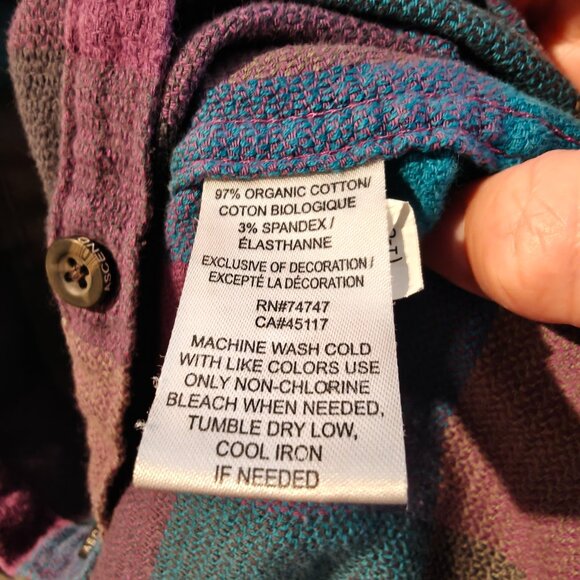 97% ORGANIC COTTON/
COTON BIOLOGIQUE
3% SPANDEX /
ÉLASTHANNE
EXCLUSIVE OF DECORATION /
EXCEPTÉ LA DÉCORATION
RN#74747
CA#45117
MACHINE WASH COLD
WITH LIKE COLORS USE
ONLY NON-CHLORINE
BLEACH WHEN NEEDED,
TUMBLE DRY LOW,
COOL IRON
IF NEEDED
ASCEND